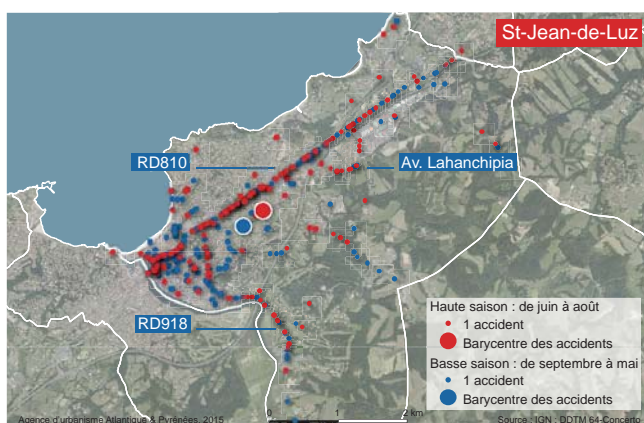 St-Jean-de-Luz
RD810
Av. Lahanchipia
RD918
Haute saison : de juin à août
1 accident
Barycentre des accidents
Basse saison : de septembre à mai
1 accident
Barycentre des accidents
0 1 2 km
Agence d'urbanisme Atlantique & Pyrénées, 2015
Source : IGN ; DDTM 64-Concerto